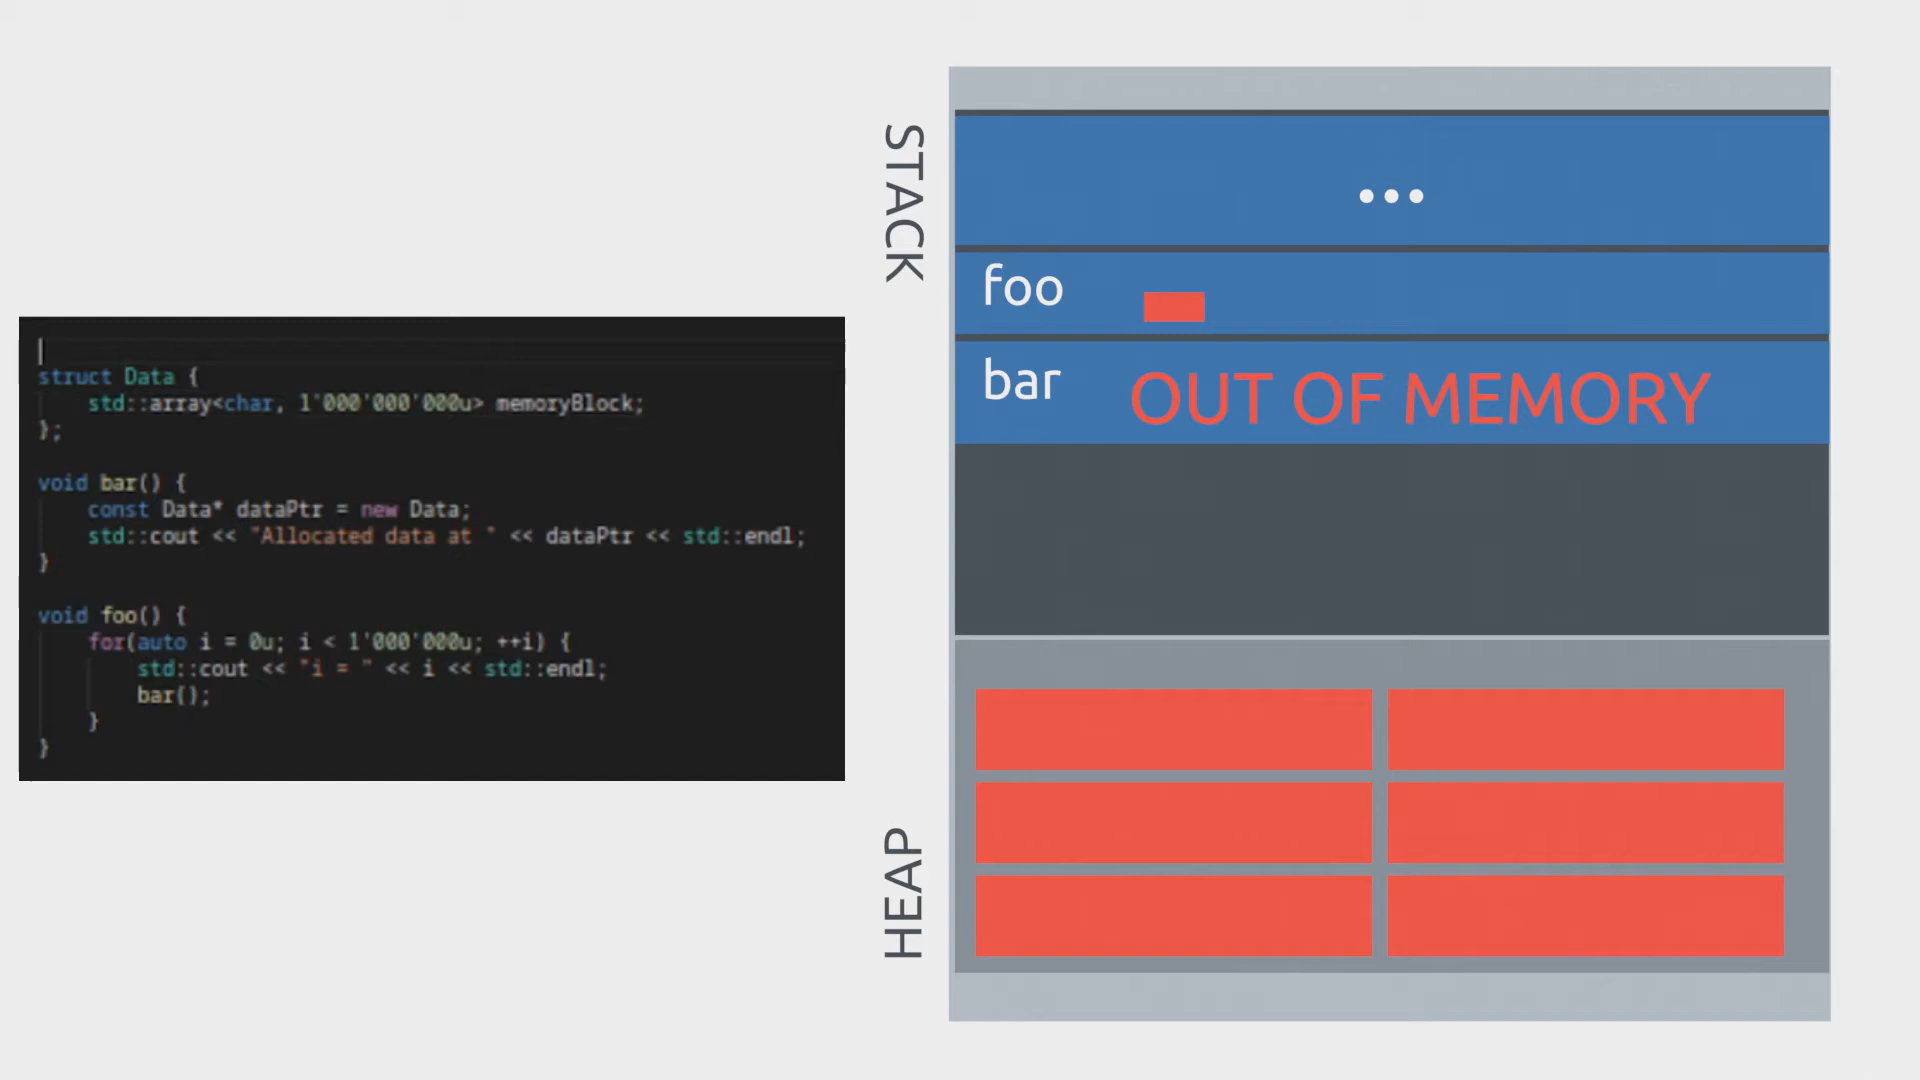 struct Data {
    std::array<char, 1'000'000'000u> memoryBlock;
};

void bar() {
    const Data* dataPtr = new Data;
    std::cout << "Allocated data at " << dataPtr << std::endl;
}

void foo() {
    for(auto i = 0u; i < 1'000'000u; ++i) {
        std::cout << "i = " << i << std::endl;
        bar();
    }
}
STACK
...
foo
bar
OUT OF MEMORY
HEAP